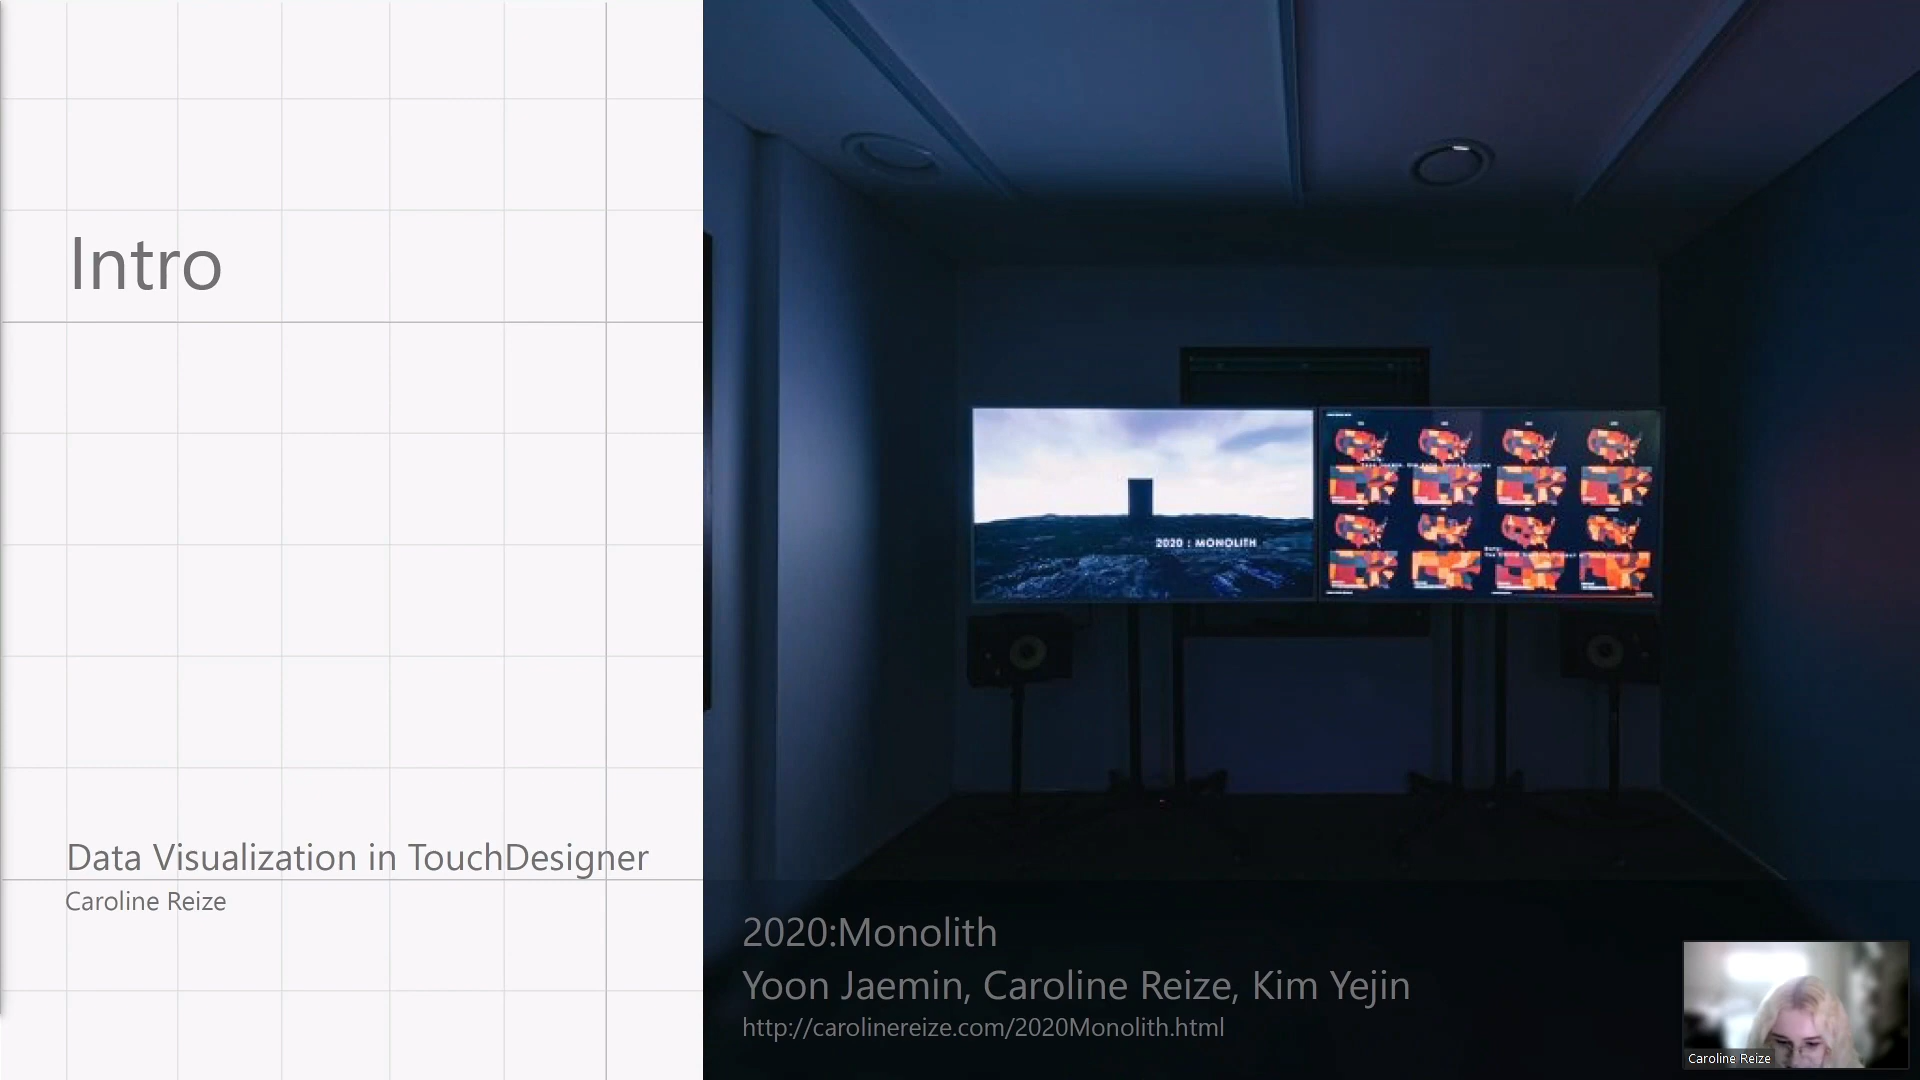 Intro
Data Visualization in TouchDesigner
Caroline Reize
2020 : MONOLITH
2020:Monolith
Yoon Jaemin, Caroline Reize, Kim Yejin
http://carolinereize.com/2020Monolith.html
Caroline Reize